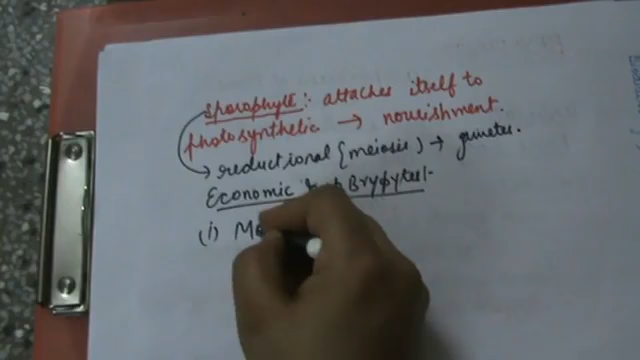 sporophyte:- attaches itself to
photosynthetic → nourishment.
→ reductional (meiosis) → gametes.
Economic
(i)